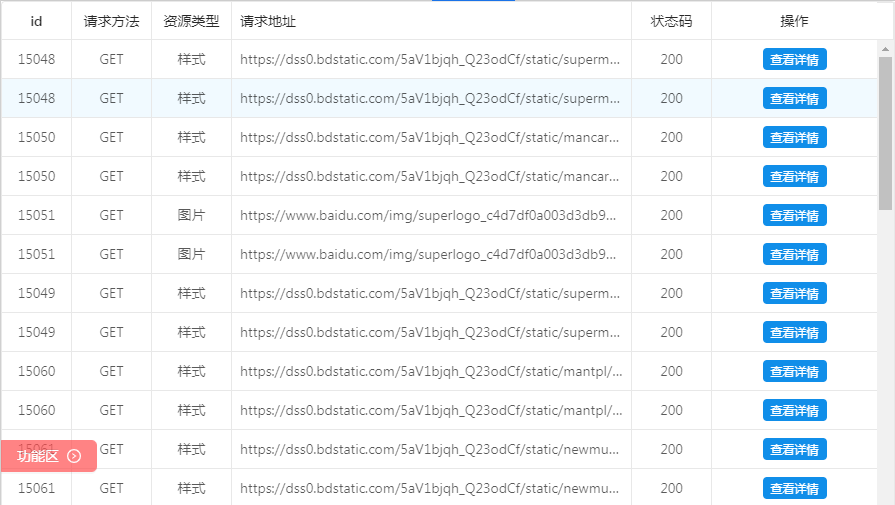 id 请求方法 资源类型 请求地址 状态码 操作
15048 GET 样式 https://dss0.bdstatic.com/5aV1bjqh_Q23odCf/static/superm... 200 查看详情
15048 GET 样式 https://dss0.bdstatic.com/5aV1bjqh_Q23odCf/static/superm... 200 查看详情
15050 GET 样式 https://dss0.bdstatic.com/5aV1bjqh_Q23odCf/static/mancar... 200 查看详情
15050 GET 样式 https://dss0.bdstatic.com/5aV1bjqh_Q23odCf/static/mancar... 200 查看详情
15051 GET 图片 https://www.baidu.com/img/superlogo_c4d7df0a003d3db9... 200 查看详情
15051 GET 图片 https://www.baidu.com/img/superlogo_c4d7df0a003d3db9... 200 查看详情
15049 GET 样式 https://dss0.bdstatic.com/5aV1bjqh_Q23odCf/static/superm... 200 查看详情
15049 GET 样式 https://dss0.bdstatic.com/5aV1bjqh_Q23odCf/static/superm... 200 查看详情
15060 GET 样式 https://dss0.bdstatic.com/5aV1bjqh_Q23odCf/static/mantpl/... 200 查看详情
15060 GET 样式 https://dss0.bdstatic.com/5aV1bjqh_Q23odCf/static/mantpl/... 200 查看详情
15061 GET 样式 https://dss0.bdstatic.com/5aV1bjqh_Q23odCf/static/newmu... 200 查看详情
功能区
15061 GET 样式 https://dss0.bdstatic.com/5aV1bjqh_Q23odCf/static/newmu... 200 查看详情